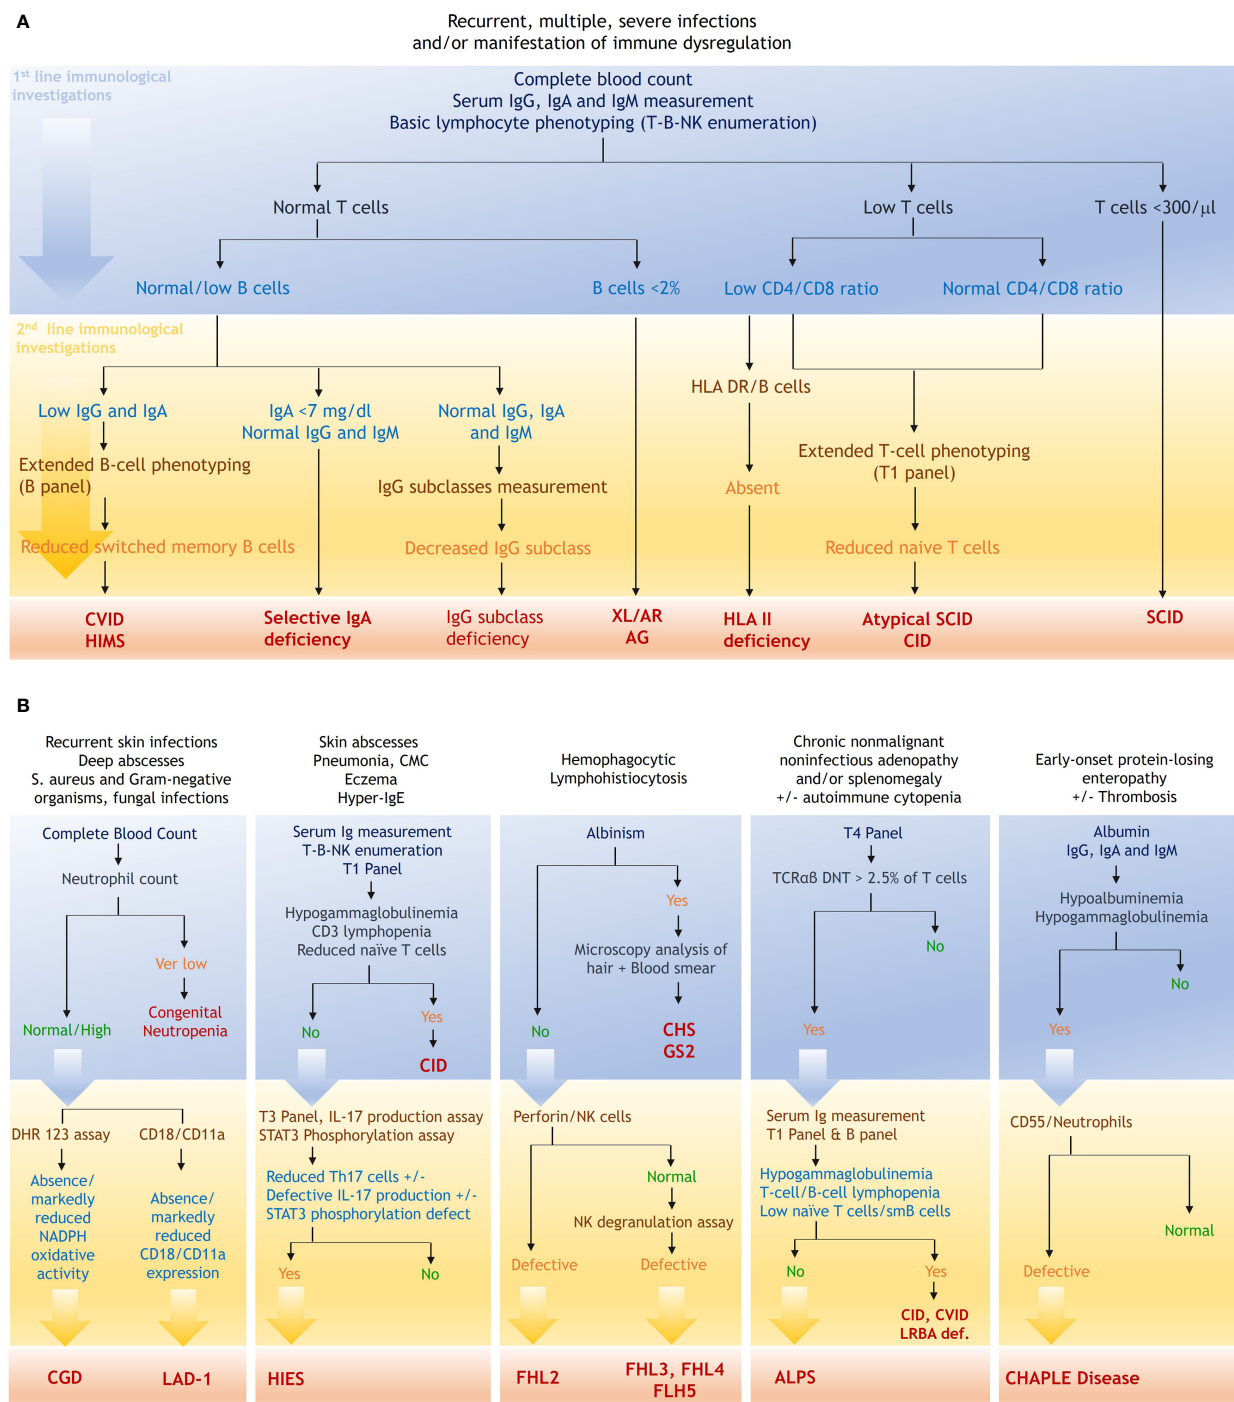 A
Recurrent, multiple, severe infections
and/or manifestation of immune dysregulation
1st line immunological
investigations
Complete blood count
Serum IgG, IgA and IgM measurement
Basic lymphocyte phenotyping (T-B-NK enumeration)
Normal T cells
Low T cells
T cells <300/µl
Normal/low B cells
B cells <2%
Low CD4/CD8 ratio
Normal CD4/CD8 ratio
2nd line immunological
investigations
HLA DR/B cells
Low IgG and IgA
IgA <7 mg/dl
Normal IgG and IgM
Normal IgG, IgA
and IgM
Extended B-cell phenotyping
(B panel)
IgG subclasses measurement
Absent
Extended T-cell phenotyping
(T1 panel)
Reduced switched memory B cells
Decreased IgG subclass
Reduced naive T cells
CVID
HIMS
Selective IgA
deficiency
IgG subclass
deficiency
XL/AR
AG
HLA II
deficiency
Atypical SCID
CID
SCID
B
Recurrent skin infections
Deep abscesses
S. aureus and Gram-negative
organisms, fungal infections
Complete Blood Count
Neutrophil count
Ver low
Normal/High
Congenital
Neutropenia
DHR 123 assay
CD18/CD11a
Absence/
markedly
reduced
NADPH
oxidative
activity
Absence/
markedly
reduced
CD18/CD11a
expression
CGD
LAD-1
Skin abscesses
Pneumonia, CMC
Eczema
Hyper-IgE
Serum Ig measurement
T-B-NK enumeration
T1 Panel
Hypogammaglobulinemia
CD3 lymphopenia
Reduced naïve T cells
No
Yes
CID
T3 Panel, IL-17 production assay
STAT3 Phosphorylation assay
Reduced Th17 cells +/-
Defective IL-17 production +/-
STAT3 phosphorylation defect
Yes
No
HIES
Hemophagocytic
Lymphohistiocytosis
Albinism
Yes
Microscopy analysis of
hair + Blood smear
No
CHS
GS2
Perforin/NK cells
Normal
NK degranulation assay
Defective
Defective
FHL2
FHL3, FHL4
FLH5
Chronic nonmalignant
noninfectious adenopathy
and/or splenomegaly
+/- autoimmune cytopenia
T4 Panel
TCRαß DNT > 2.5% of T cells
No
Yes
Serum Ig measurement
T1 Panel & B panel
Hypogammaglobulinemia
T-cell/B-cell lymphopenia
Low naïve T cells/smB cells
No
Yes
CID, CVID
LRBA def.
ALPS
Early-onset protein-losing
enteropathy
+/- Thrombosis
Albumin
IgG, IgA and IgM
Hypoalbuminemia
Hypogammaglobulinemia
No
Yes
CD55/Neutrophils
Normal
Defective
CHAPLE Disease